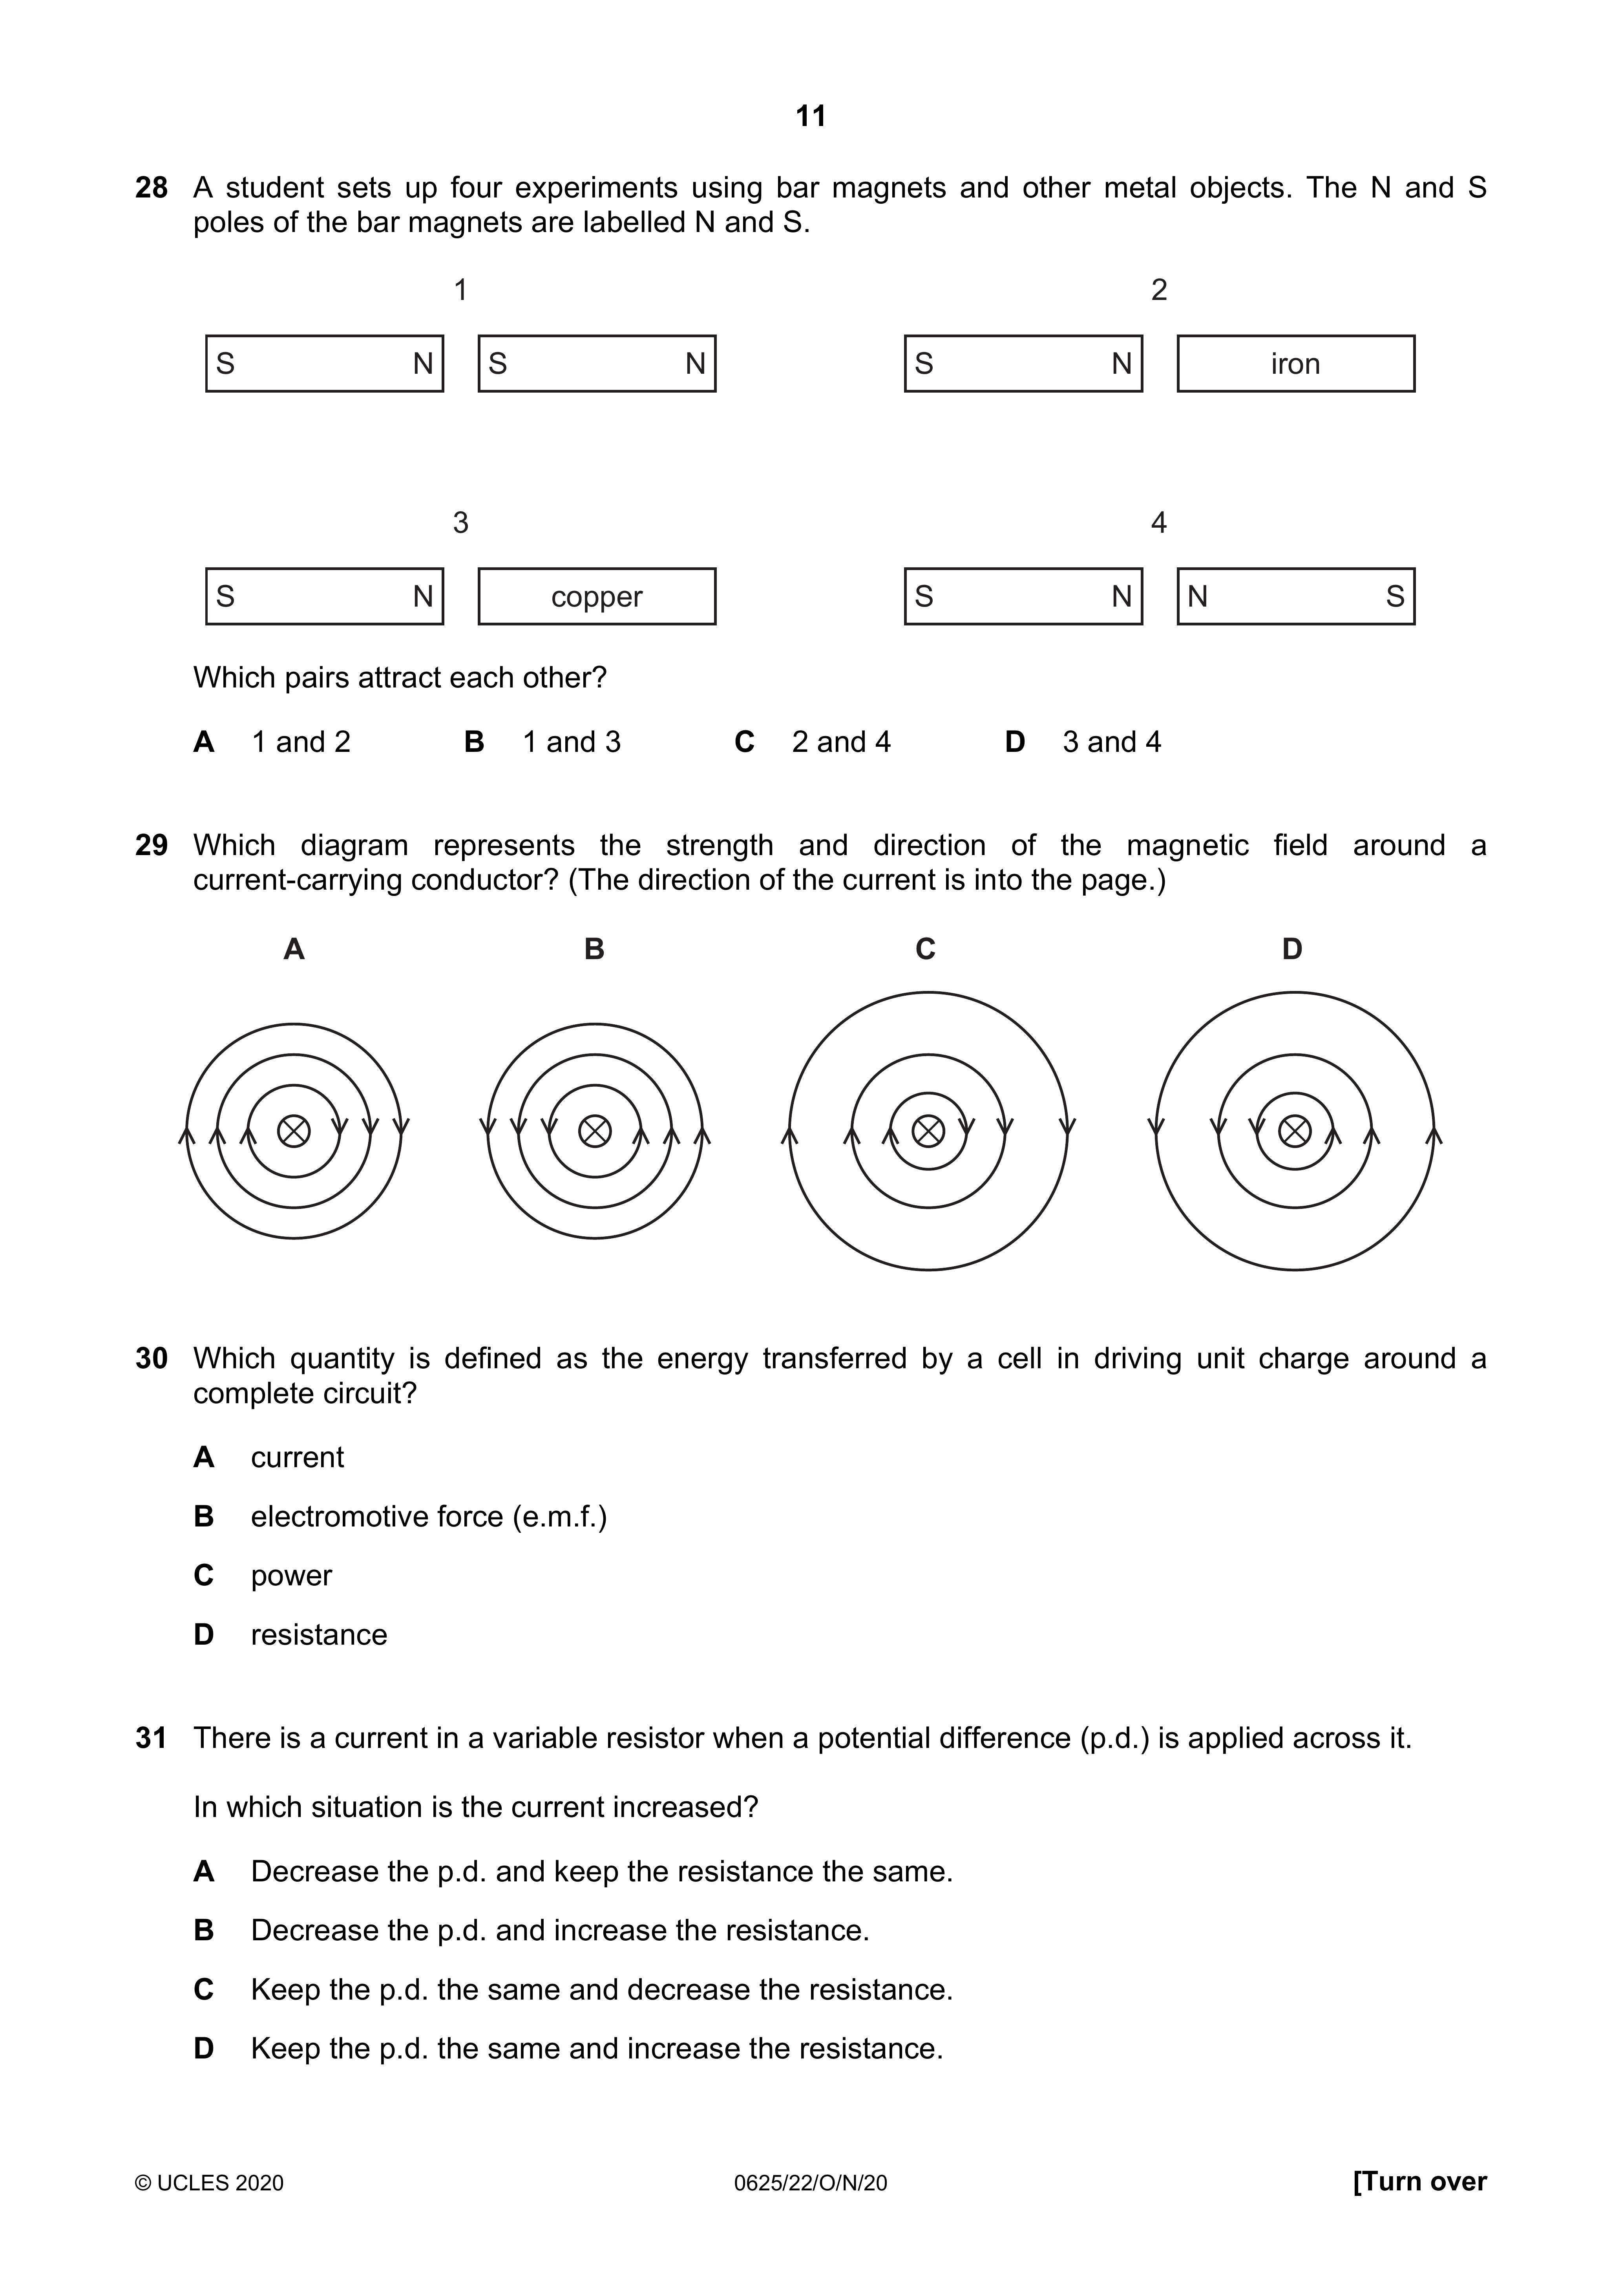 11
28 A student sets up four experiments using bar magnets and other metal objects. The N and S
poles of the bar magnets are labelled N and S.
1 2
S N S N S N iron
3 4
S N copper S N N S
Which pairs attract each other?
A 1 and 2 B 1 and 3 C 2 and 4 D 3 and 4
29 Which diagram represents the strength and direction of the magnetic field around a
current-carrying conductor? (The direction of the current is into the page.)
A B C D
30 Which quantity is defined as the energy transferred by a cell in driving unit charge around a
complete circuit?
A current
B electromotive force (e.m.f.)
C power
D resistance
31 There is a current in a variable resistor when a potential difference (p.d.) is applied across it.
In which situation is the current increased?
A Decrease the p.d. and keep the resistance the same.
B Decrease the p.d. and increase the resistance.
C Keep the p.d. the same and decrease the resistance.
D Keep the p.d. the same and increase the resistance.
© UCLES 2020 0625/22/O/N/20 [Turn over